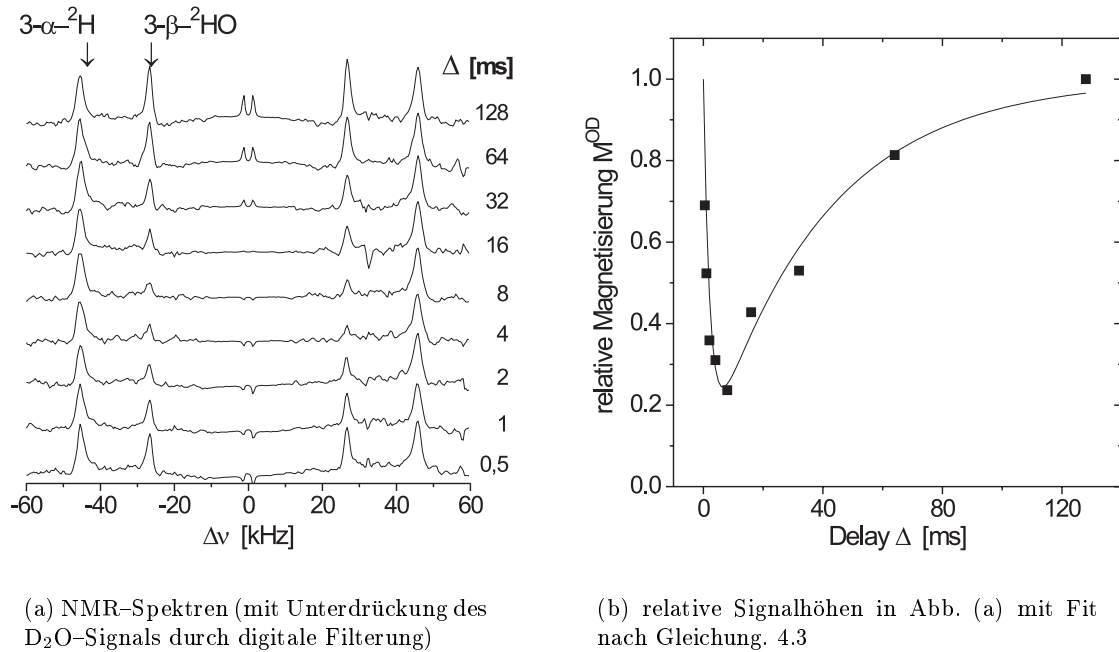 3-α–²H 3-β–²HO
Δ [ms]
128
64
32
16
8
4
2
1
0,5
-60 -40 -20 0 20 40 60
Δν [kHz]
(a) NMR–Spektren (mit Unterdrückung des
D₂O–Signals durch digitale Filterung)
relative Magnetisierung M^OD
1.0
0.8
0.6
0.4
0.2
0.0
0 40 80 120
Delay Δ [ms]
(b) relative Signalhöhen in Abb. (a) mit Fit
nach Gleichung. 4.3